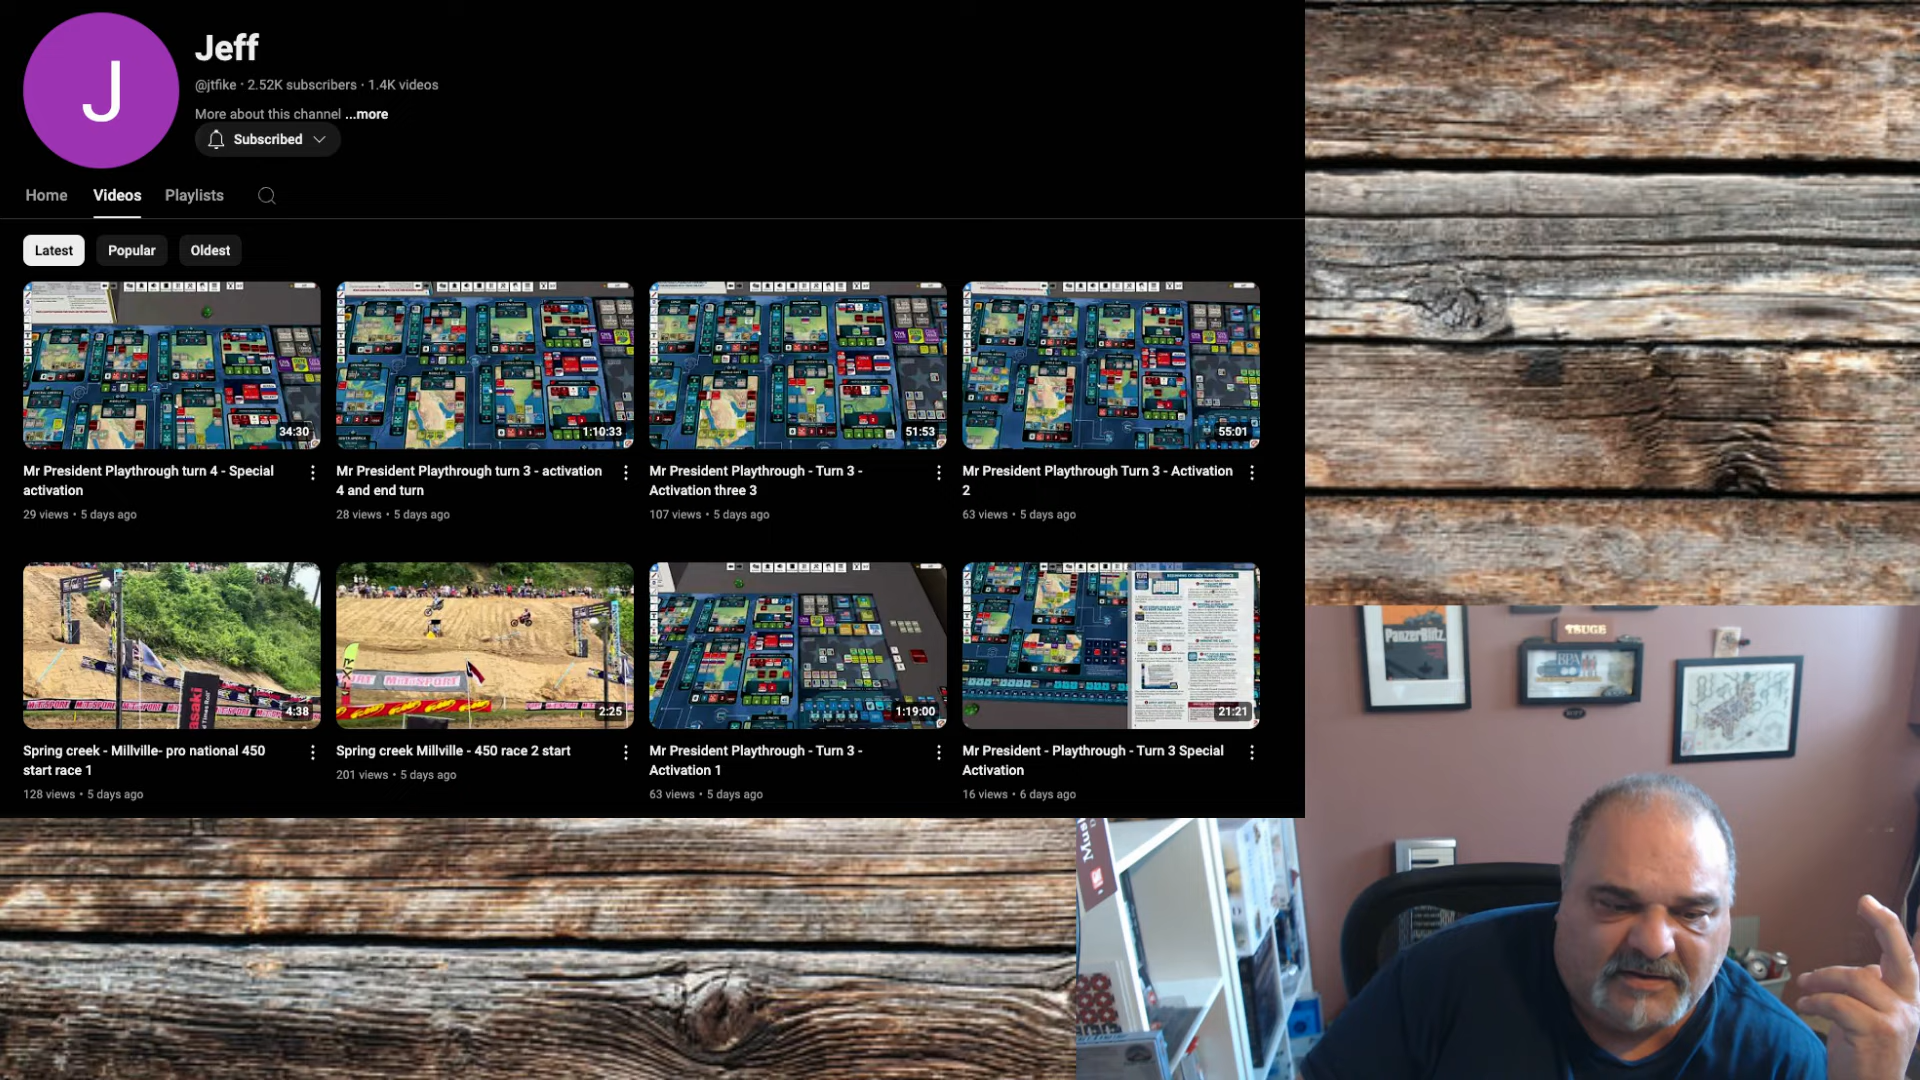 J
Jeff
@jtfike · 2.52K subscribers · 1.4K videos
More about this channel ...more
Subscribed
Home Videos Playlists
Latest Popular Oldest
34:30
1:10:33
51:53
55:01
Mr President Playthrough turn 4 - Special activation
29 views • 5 days ago
Mr President Playthrough turn 3 - activation 4 and end turn
28 views • 5 days ago
Mr President Playthrough - Turn 3 - Activation three 3
107 views • 5 days ago
Mr President Playthrough Turn 3 - Activation 2
63 views • 5 days ago
4:38
2:25
1:19:00
21:21
Spring creek - Millville- pro national 450 start race 1
128 views • 5 days ago
Spring creek Millville - 450 race 2 start
201 views • 5 days ago
Mr President Playthrough - Turn 3 - Activation 1
63 views • 5 days ago
Mr President - Playthrough - Turn 3 Special Activation
16 views • 6 days ago
PanzerBlitz.
TSUGE